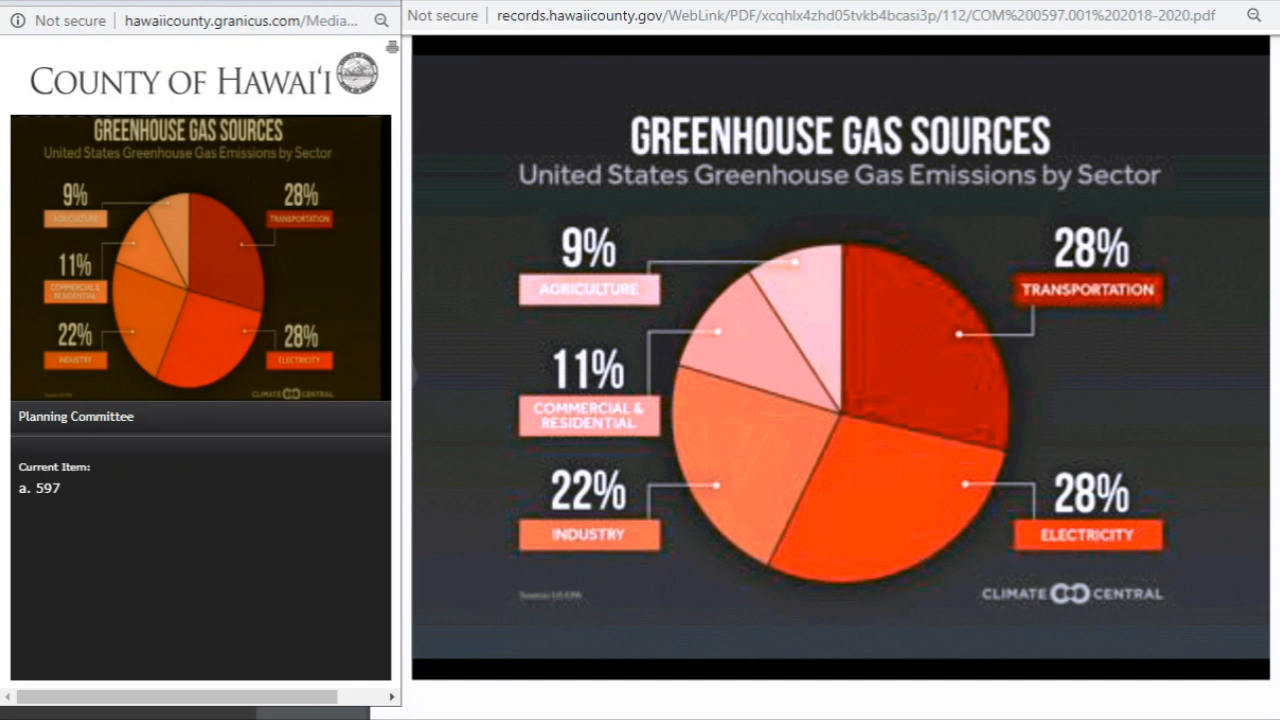 Not secure
hawaiicounty.granicus.com/Media...
COUNTY OF HAWAI‘I
GREENHOUSE GAS SOURCES
United States Greenhouse Gas Emissions by Sector
9%
AGRICULTURE
28%
TRANSPORTATION
11%
COMMERCIAL &
RESIDENTIAL
22%
INDUSTRY
28%
ELECTRICITY
CLIMATE CENTRAL
Planning Committee
Current Item:
a. 597
Not secure
records.hawaiicounty.gov/WebLink/PDF/xcqhlx4zhd05tvkb4bcasi3p/112/COM%200597.001%202018-2020.pdf
GREENHOUSE GAS SOURCES
United States Greenhouse Gas Emissions by Sector
9%
AGRICULTURE
28%
TRANSPORTATION
11%
COMMERCIAL &
RESIDENTIAL
22%
INDUSTRY
28%
ELECTRICITY
Source: US EPA
CLIMATE CENTRAL